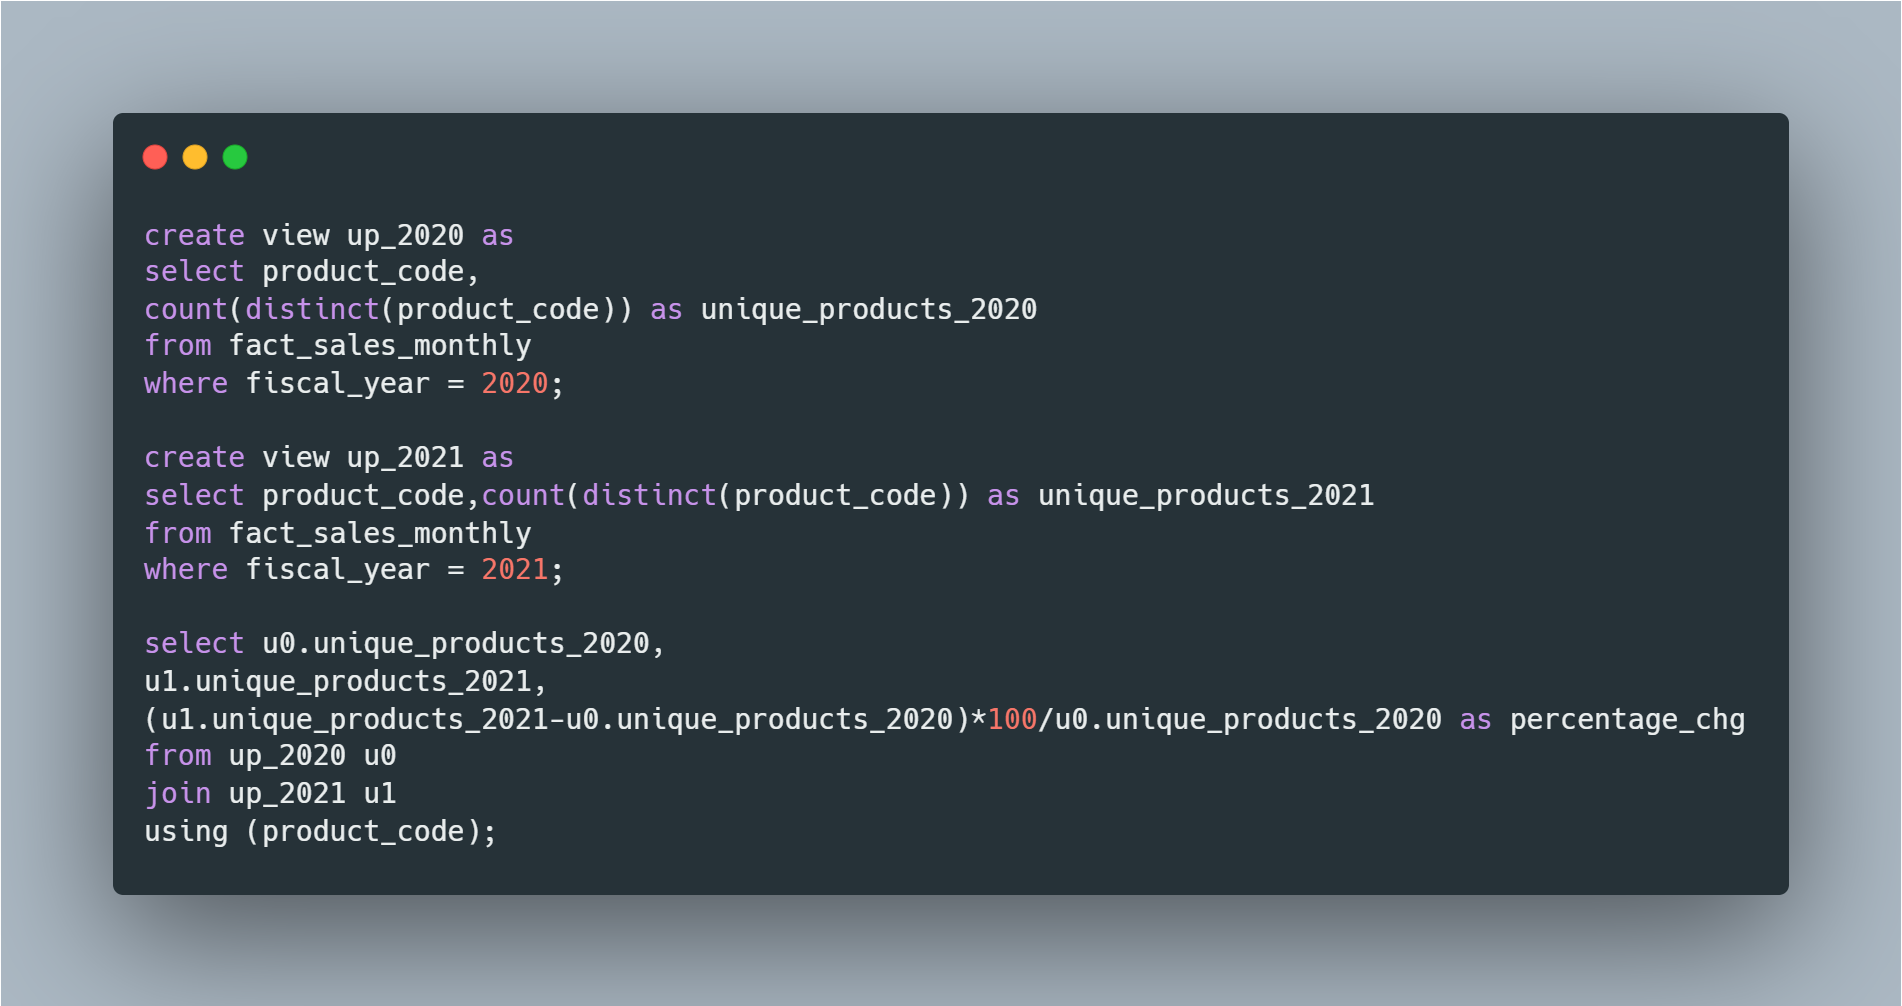 create view up_2020 as
select product_code,
count(distinct(product_code)) as unique_products_2020
from fact_sales_monthly
where fiscal_year = 2020;
create view up_2021 as
select product_code,count(distinct(product_code)) as unique_products_2021
from fact_sales_monthly
where fiscal_year = 2021;
select u0.unique_products_2020,
u1.unique_products_2021,
(u1.unique_products_2021-u0.unique_products_2020)*100/u0.unique_products_2020 as percentage_chg
from up_2020 u0
join up_2021 u1
using (product_code);